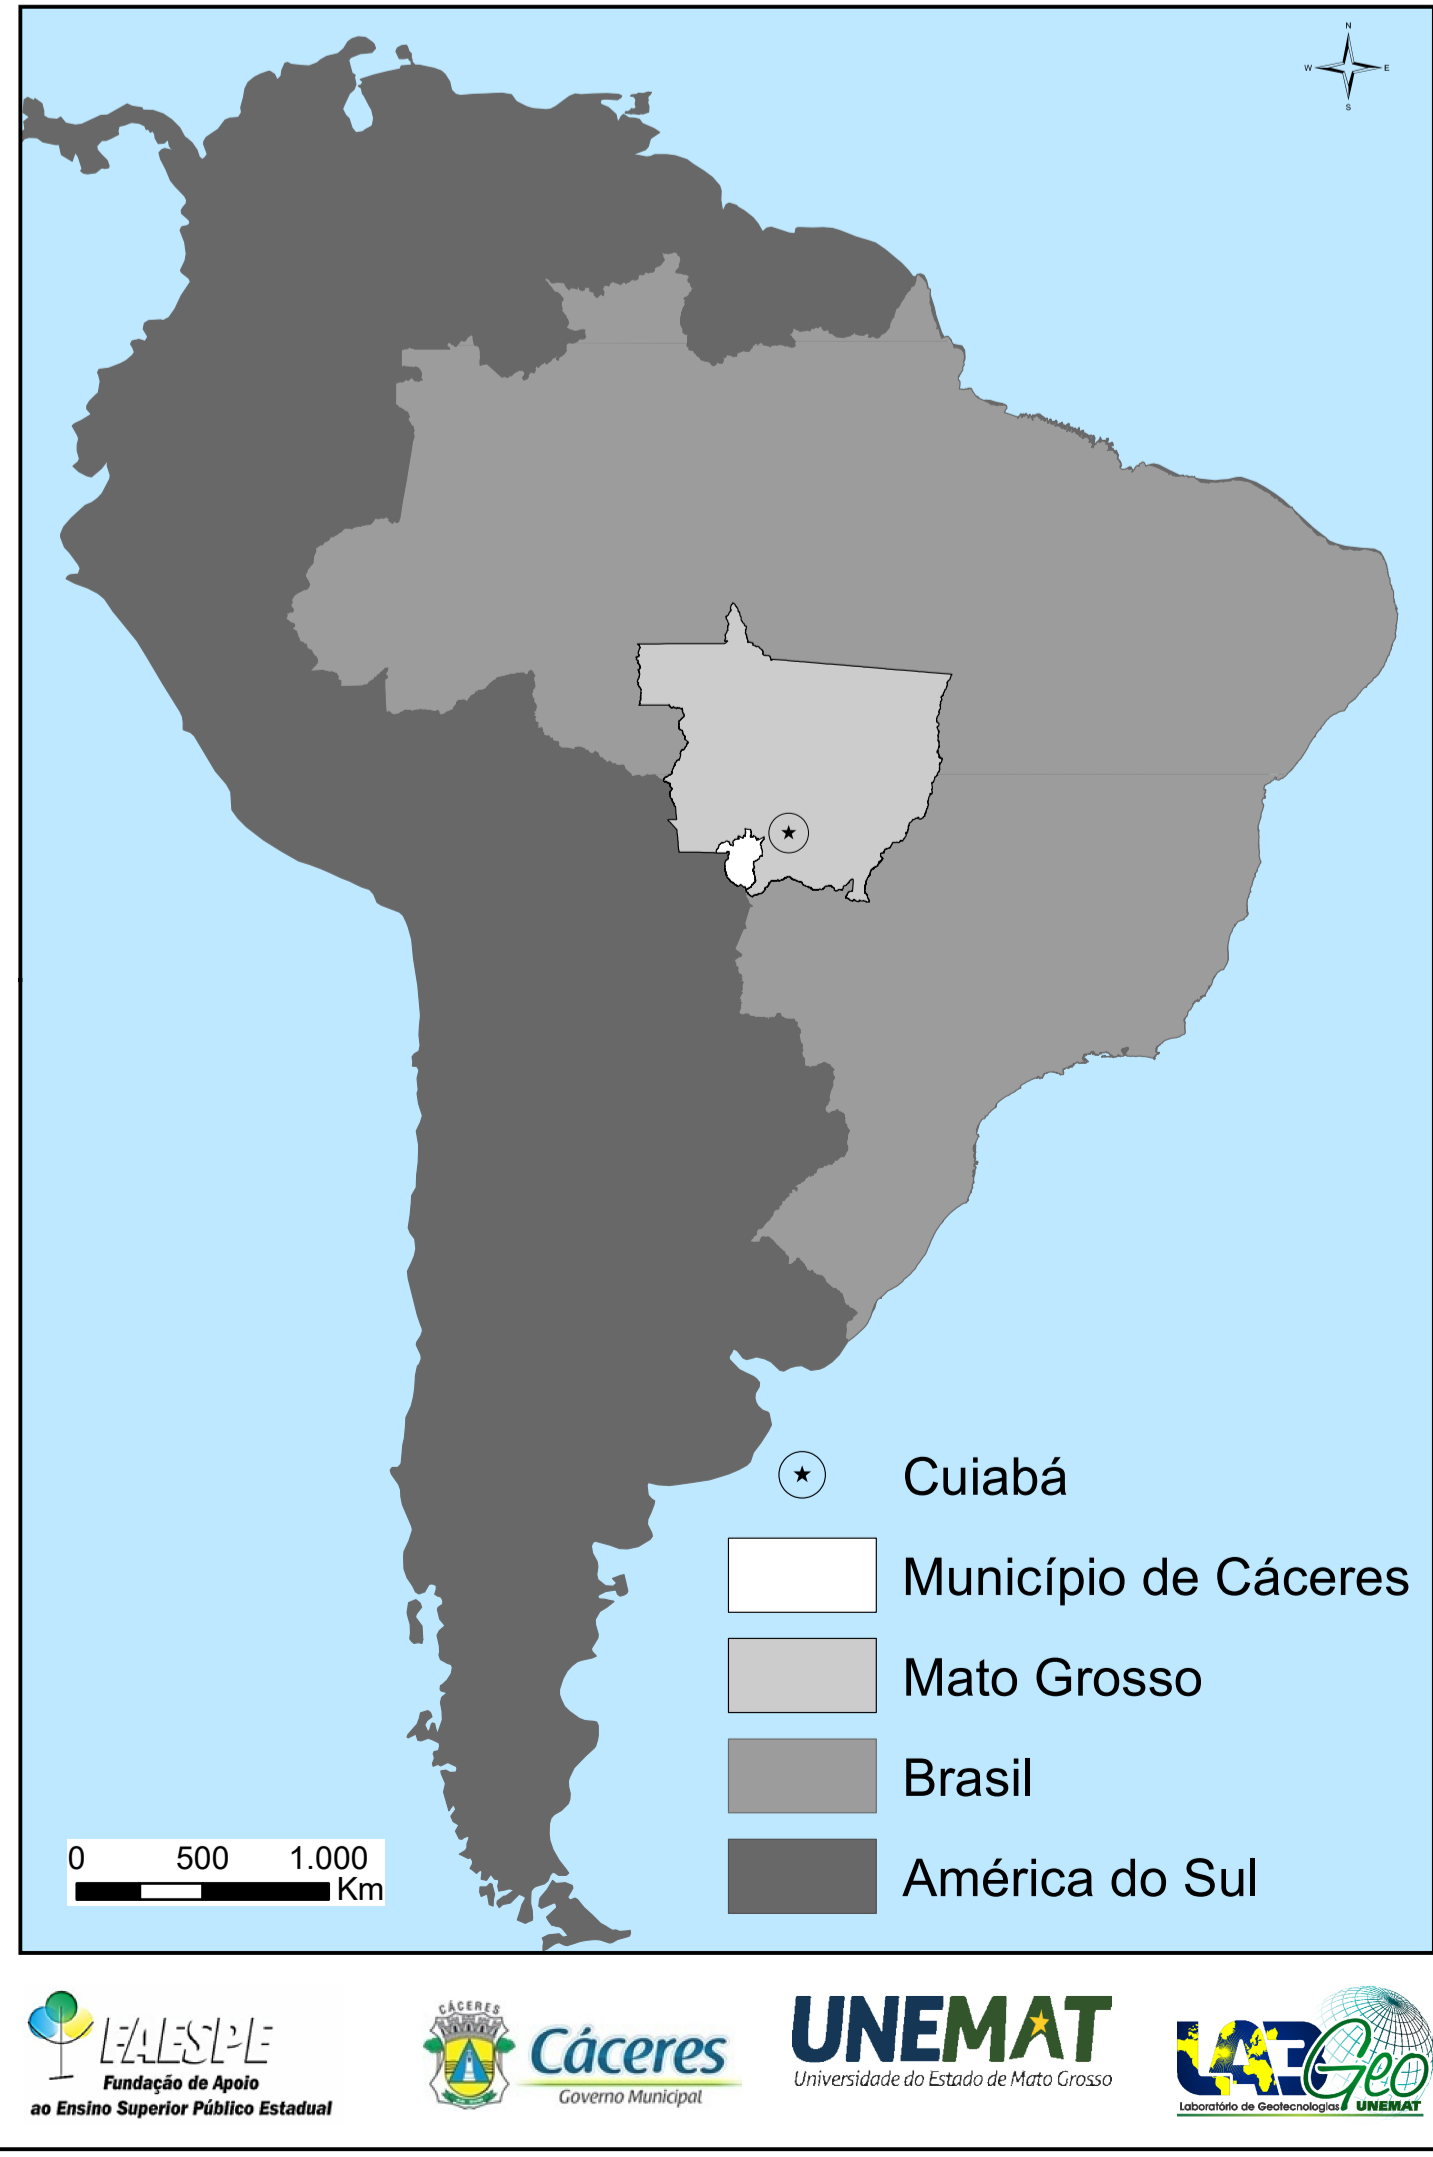 N
W E
S
Cuiabá
Município de Cáceres
Mato Grosso
Brasil
América do Sul
0 500 1.000
Km
FAESPE
Fundação de Apoio
ao Ensino Superior Público Estadual
CÁCERES
Cáceres
Governo Municipal
UNEMAT
Universidade do Estado de Mato Grosso
LABGeo
Laboratório de Geotecnologias UNEMAT